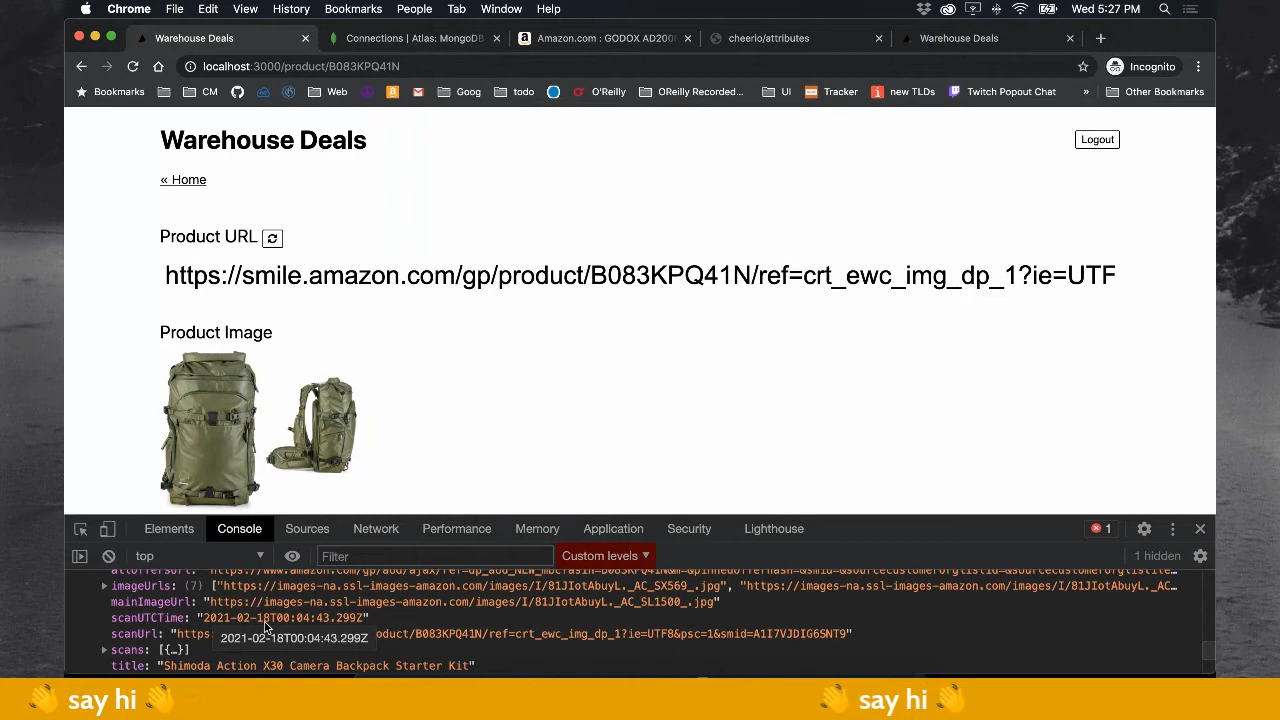 Chrome File Edit View History Bookmarks People Tab Window Help Wed 5:27 PM
Warehouse Deals Connections | Atlas: MongoDB Amazon.com : GODOX AD200 cheerio/attributes Warehouse Deals
localhost:3000/product/B083KPQ41N Incognito
Bookmarks CM Web Goog todo O'Rielly OReilly Recorded... UI Tracker new TLDs Twitch Popout Chat » Other Bookmarks
Warehouse Deals Logout
« Home
Product URL
https://smile.amazon.com/gp/product/B083KPQ41N/ref=crt_ewc_img_dp_1?ie=UTF
Product Image
Elements Console Sources Network Performance Memory Application Security Lighthouse 1
top Filter Custom levels 1 hidden
imageUrls: (7) ["https://images-na.ssl-images-amazon.com/images/I/81JIotAbuyL._AC_SX569_.jpg", "https://images-na.ssl-images-amazon.com/images/I/81JIotAbuyL._AC…
mainImageUrl: "https://images-na.ssl-images-amazon.com/images/I/81JIotAbuyL._AC_SL1500_.jpg"
scanUTCTime: "2021-02-18T00:04:43.299Z"
scanUrl: "https roduct/B083KPQ41N/ref=crt_ewc_img_dp_1?ie=UTF8&psc=1&smid=A1I7VJDIG6SNT9"
2021-02-18T00:04:43.299Z
scans: [{…}]
title: "Shimoda Action X30 Camera Backpack Starter Kit"
say hi say hi